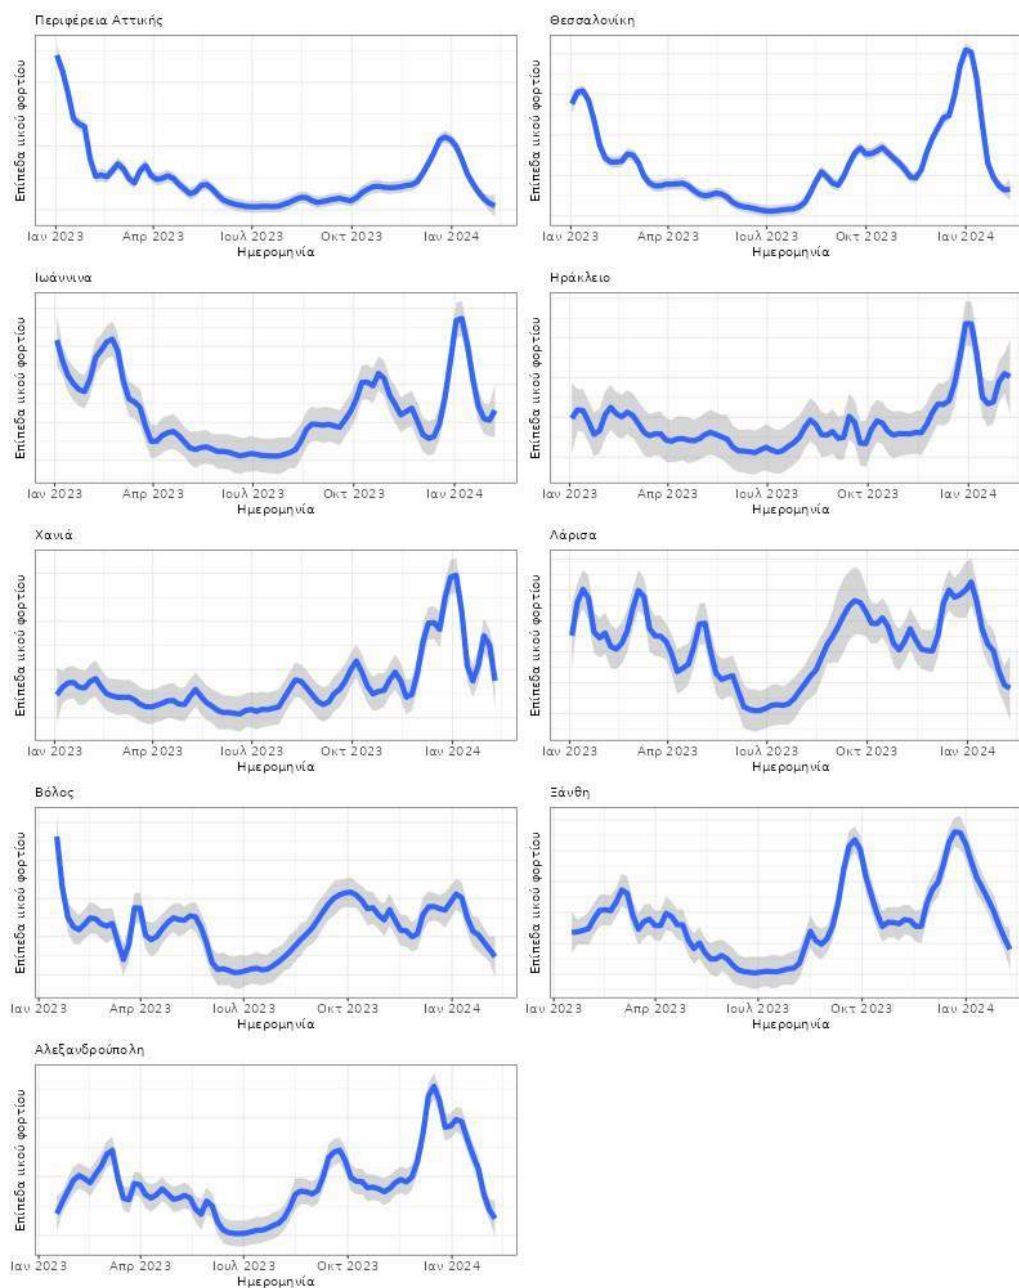 Περιφέρεια Αττικής
Επίπεδα ιικού φορτίου
Ιαν 2023 Απρ 2023 Ιουλ 2023 Οκτ 2023 Ιαν 2024
Ημερομηνία
Θεσσαλονίκη
Επίπεδα ιικού φορτίου
Ιαν 2023 Απρ 2023 Ιουλ 2023 Οκτ 2023 Ιαν 2024
Ημερομηνία
Ιωάννινα
Επίπεδα ιικού φορτίου
Ιαν 2023 Απρ 2023 Ιουλ 2023 Οκτ 2023 Ιαν 2024
Ημερομηνία
Ηράκλειο
Επίπεδα ιικού φορτίου
Ιαν 2023 Απρ 2023 Ιουλ 2023 Οκτ 2023 Ιαν 2024
Ημερομηνία
Χανιά
Επίπεδα ιικού φορτίου
Ιαν 2023 Απρ 2023 Ιουλ 2023 Οκτ 2023 Ιαν 2024
Ημερομηνία
Λάρισα
Επίπεδα ιικού φορτίου
Ιαν 2023 Απρ 2023 Ιουλ 2023 Οκτ 2023 Ιαν 2024
Ημερομηνία
Βόλος
Επίπεδα ιικού φορτίου
Ιαν 2023 Απρ 2023 Ιουλ 2023 Οκτ 2023 Ιαν 2024
Ημερομηνία
Ξάνθη
Επίπεδα ιικού φορτίου
Ιαν 2023 Απρ 2023 Ιουλ 2023 Οκτ 2023 Ιαν 2024
Ημερομηνία
Αλεξανδρούπολη
Επίπεδα ιικού φορτίου
Ιαν 2023 Απρ 2023 Ιουλ 2023 Οκτ 2023 Ιαν 2024
Ημερομηνία